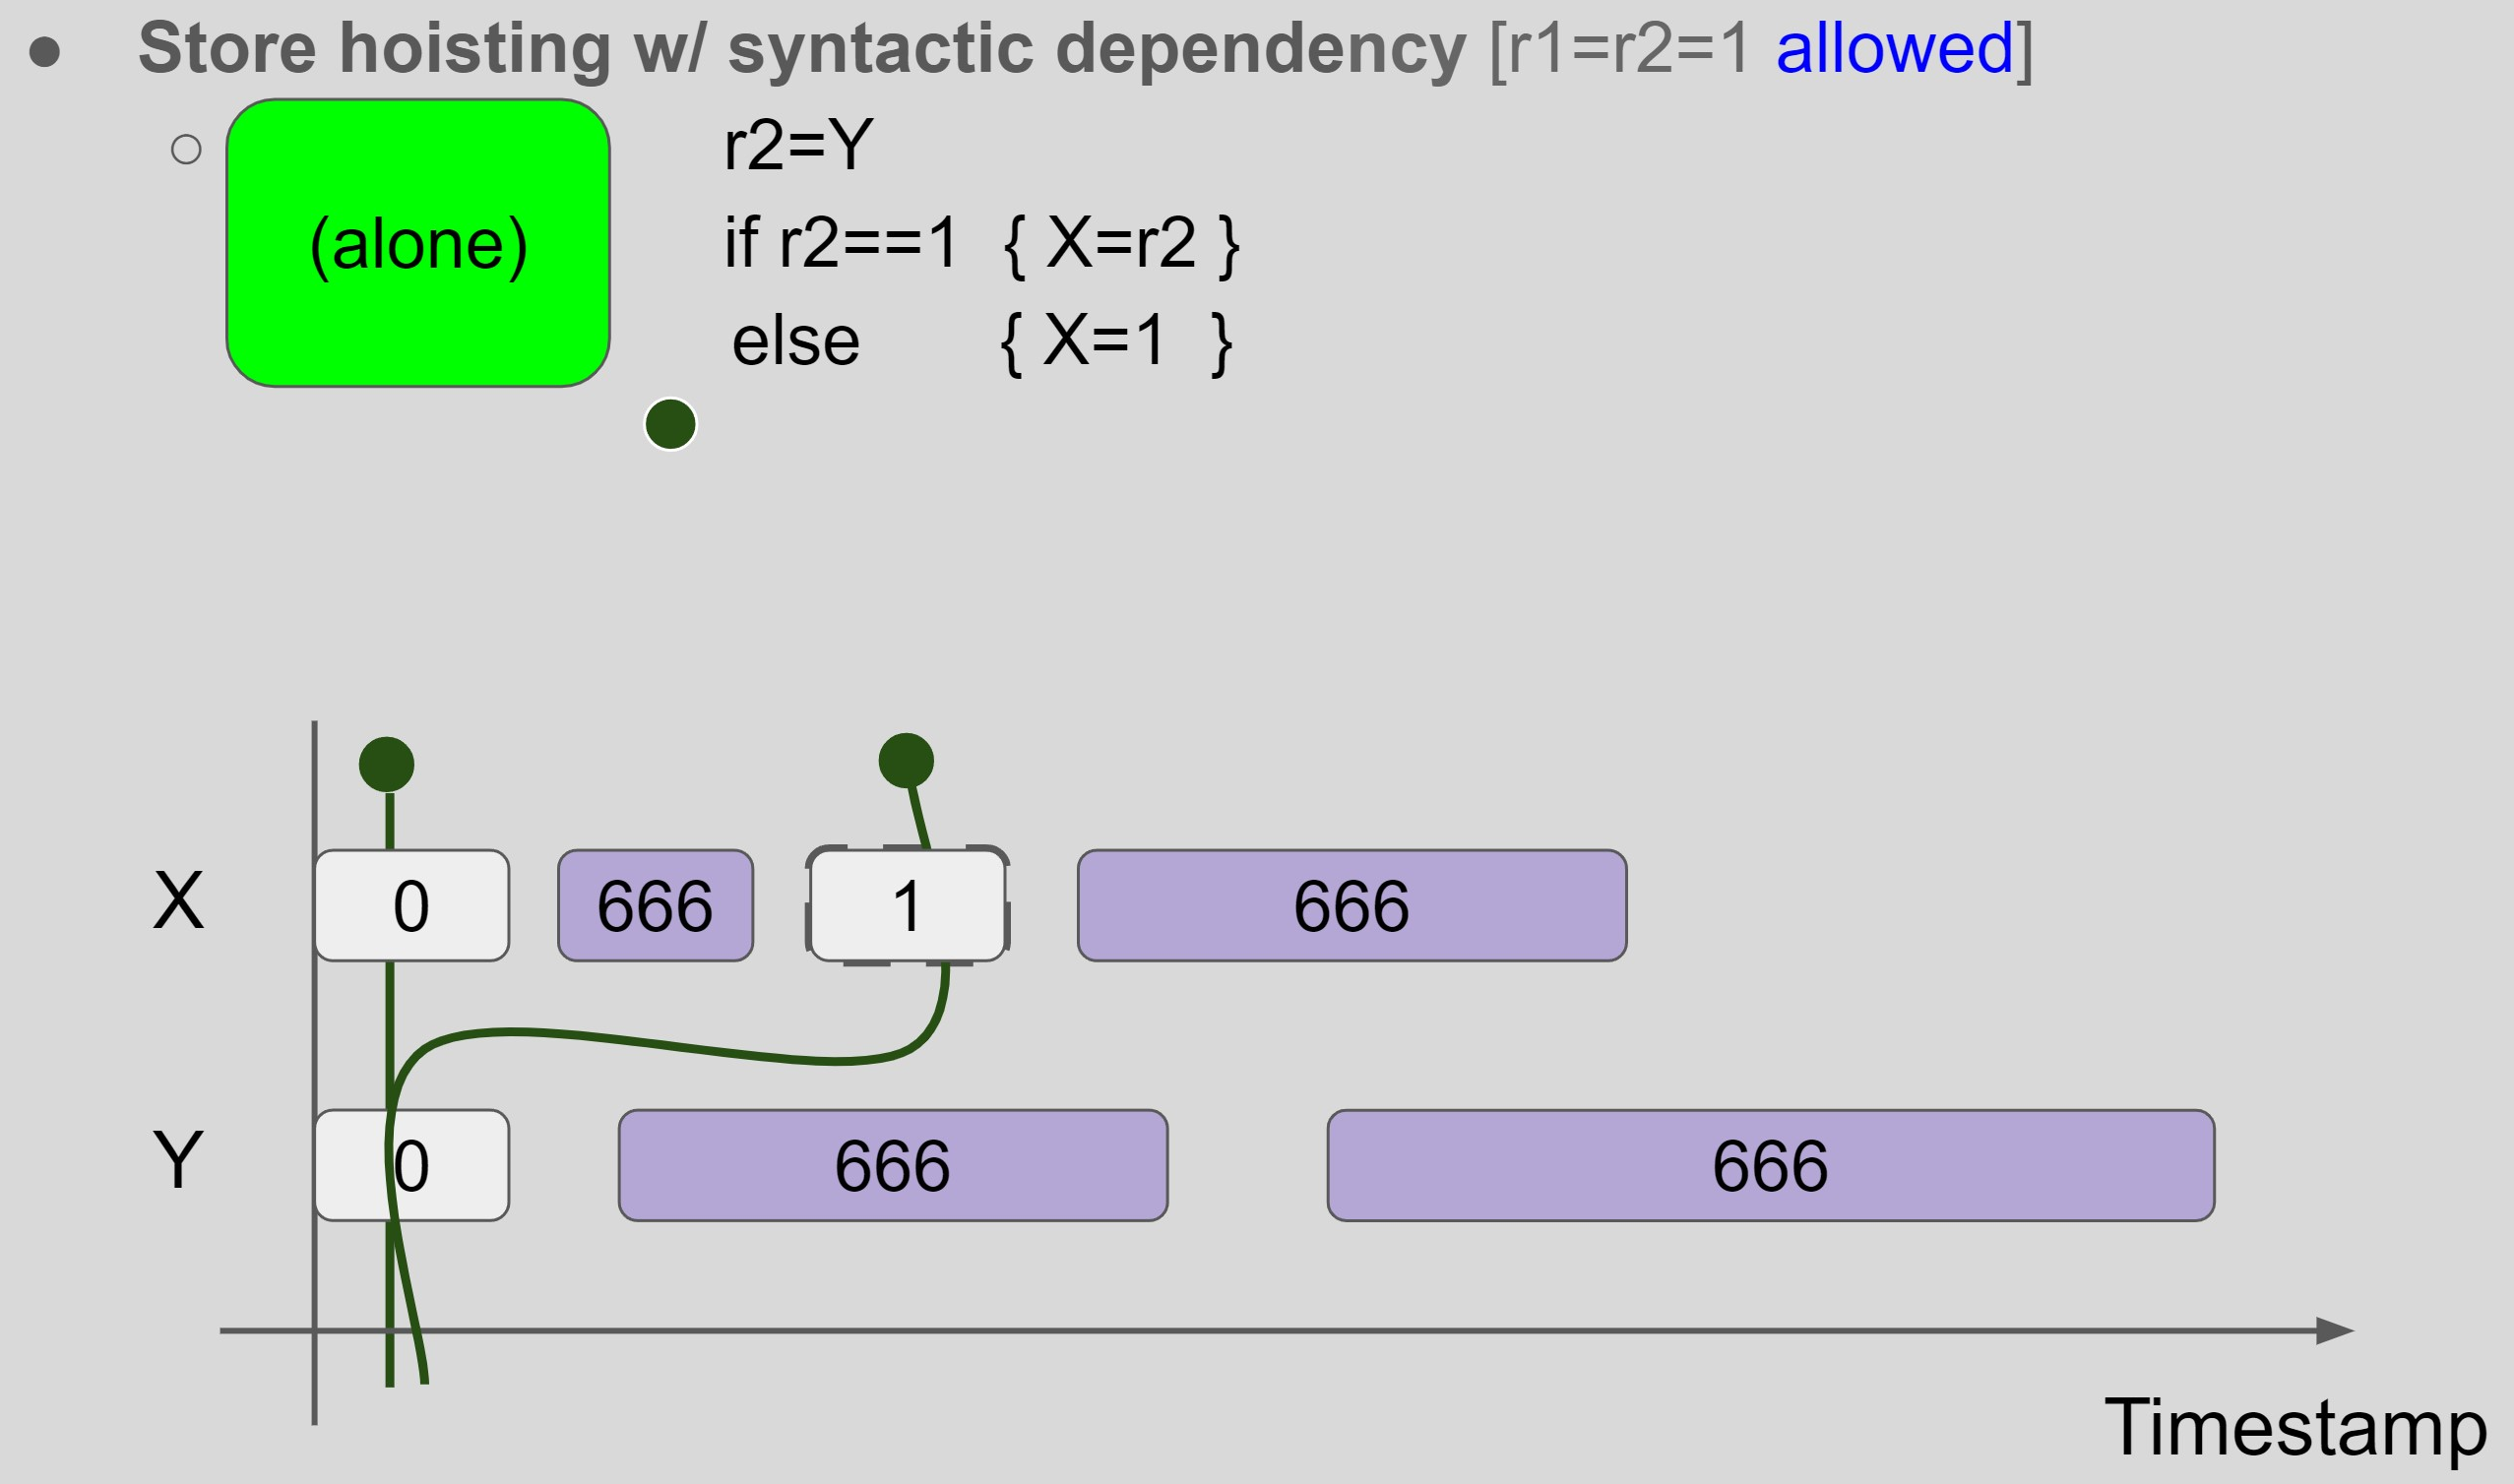 ● Store hoisting w/ syntactic dependency [r1=r2=1 allowed]
(alone)
r2=Y
if r2==1 { X=r2 }
else { X=1 }
X 0 666 1 666
Y 0 666 666
Timestamp